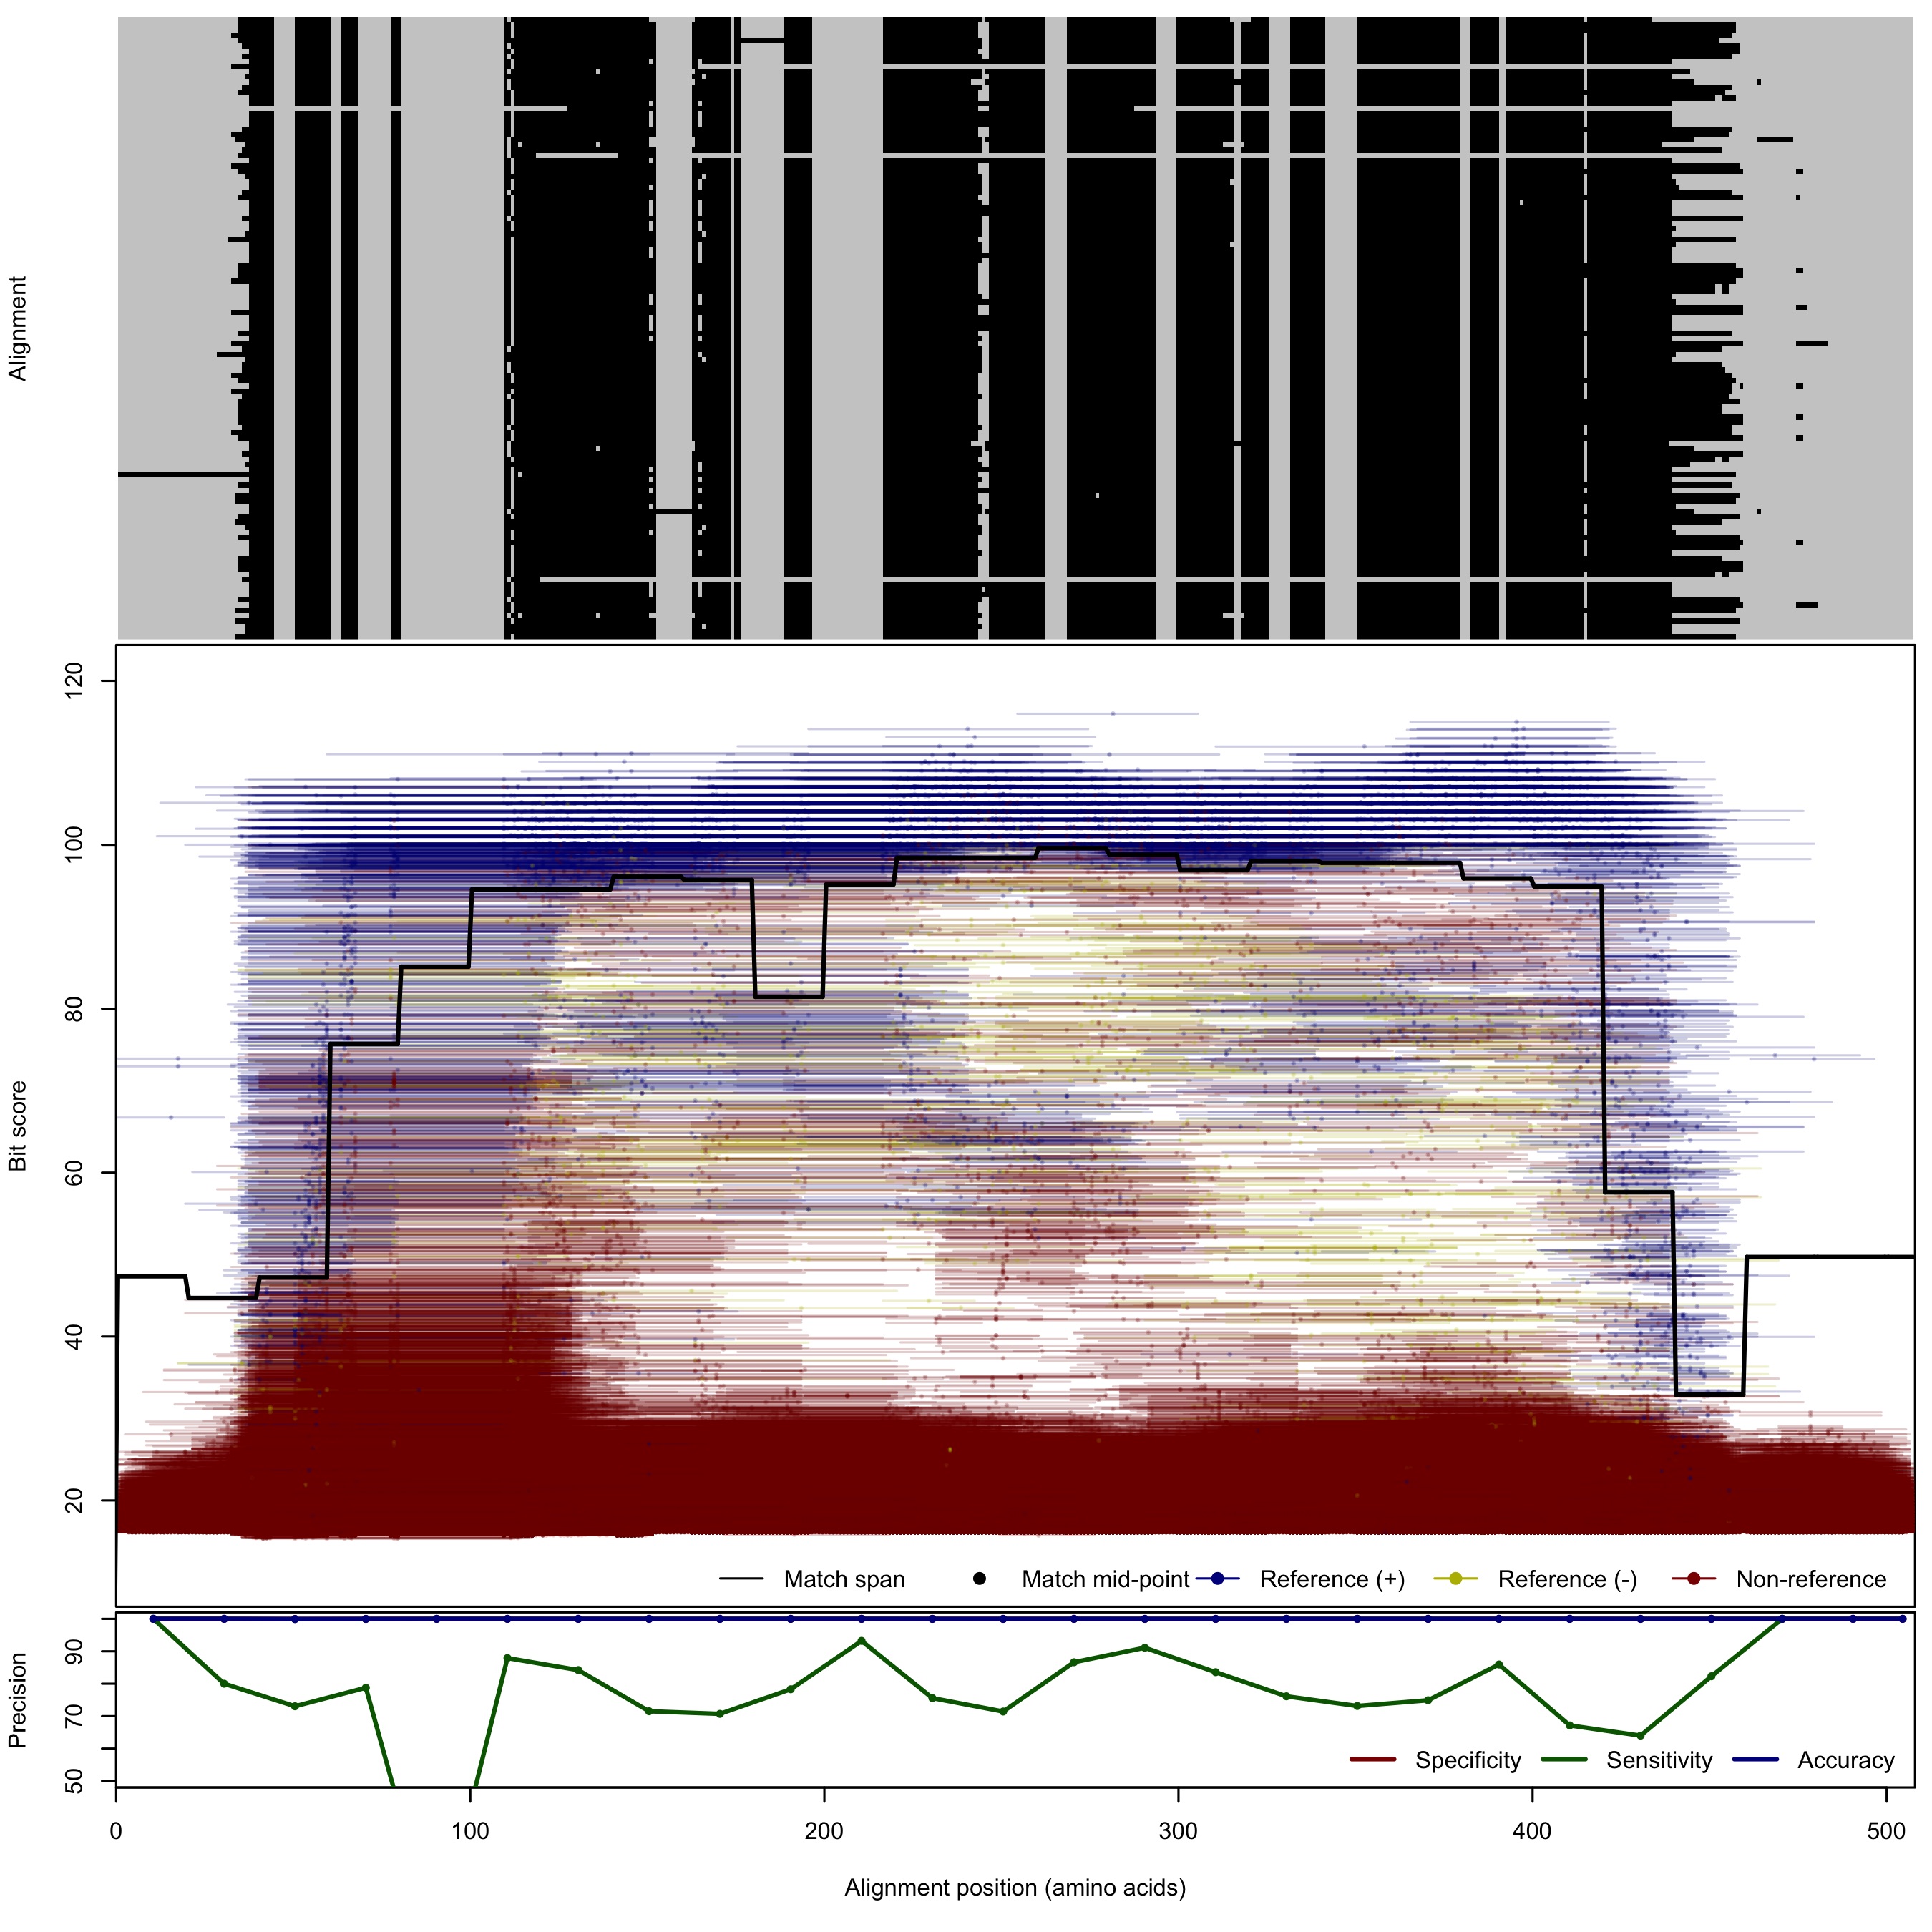 Alignment
120
100
80
60
40
20
Bit score
Match span
Match mid-point
Reference (+)
Reference (-)
Non-reference
90
70
50
Precision
Specificity
Sensitivity
Accuracy
0 100 200 300 400 500
Alignment position (amino acids)